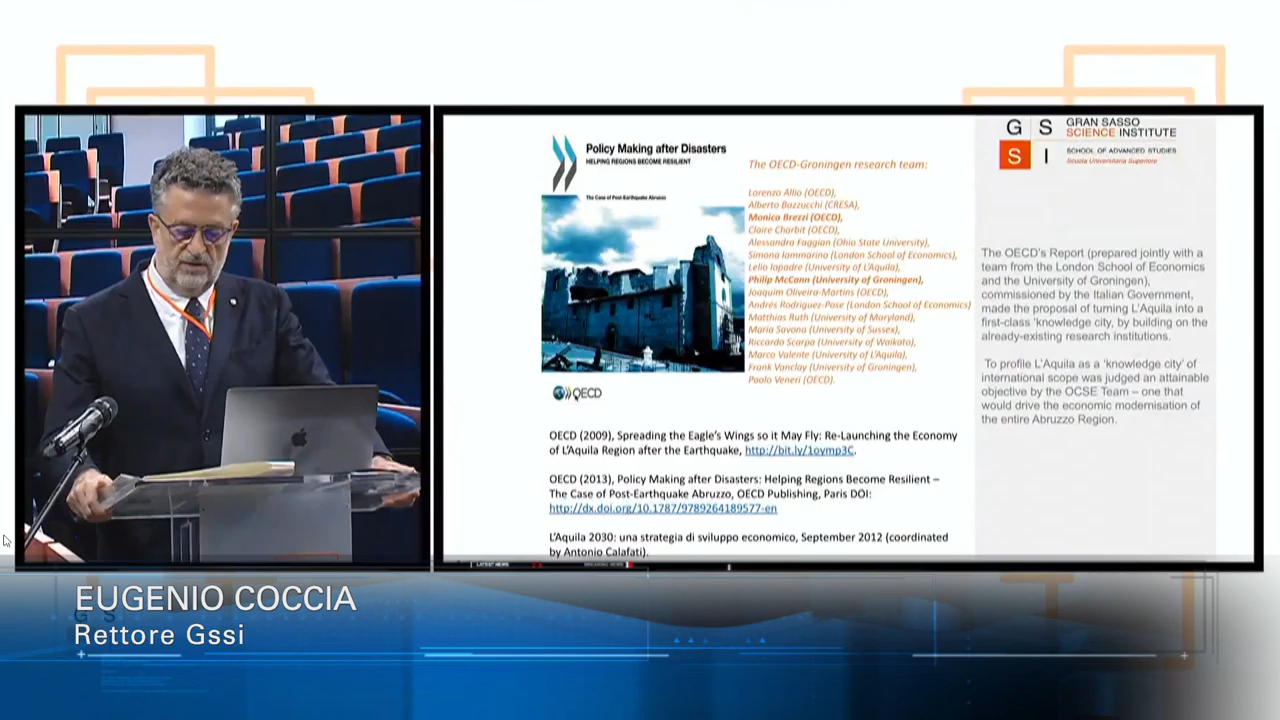 Policy Making after Disasters
HELPING REGIONS BECOME RESILIENT
The Case of Post-Earthquake Abruzzo
OECD
The OECD-Groningen research team:
Lorenzo Allio (OECD),
Alberto Bazzucchi (CRESA),
Monica Brezzi (OECD),
Claire Charbit (OECD),
Alessandra Faggian (Ohio State University),
Simona Iammarino (London School of Economics),
Lelio Iapadre (University of L'Aquila),
Philip McCann (University of Groningen),
Joaquim Oliveira-Martins (OECD),
Andrés Rodríguez-Pose (London School of Economics)
Matthias Ruth (University of Maryland),
Maria Savona (University of Sussex),
Riccardo Scarpa (University of Waikato),
Marco Valente (University of L'Aquila),
Frank Vanclay (University of Groningen),
Paolo Veneri (OECD).
OECD (2009), Spreading the Eagle's Wings so it May Fly: Re-Launching the Economy
of L'Aquila Region after the Earthquake, http://bit.ly/1oymp3C.
OECD (2013), Policy Making after Disasters: Helping Regions Become Resilient –
The Case of Post-Earthquake Abruzzo, OECD Publishing, Paris DOI:
http://dx.doi.org/10.1787/9789264189577-en
L'Aquila 2030: una strategia di sviluppo economico, September 2012 (coordinated
by Antonio Calafati).
G S
S I
GRAN SASSO
SCIENCE INSTITUTE
SCHOOL OF ADVANCED STUDIES
Scuola Universitaria Superiore
The OECD's Report (prepared jointly with a
team from the London School of Economics
and the University of Groningen),
commissioned by the Italian Government,
made the proposal of turning L'Aquila into a
first-class 'knowledge city, by building on the
already-existing research institutions.
To profile L'Aquila as a 'knowledge city' of
international scope was judged an attainable
objective by the OCSE Team – one that
would drive the economic modernisation of
the entire Abruzzo Region.
LATEST NEWS
BREAKING NEWS
EUGENIO COCCIA
G S
Rettore Gssi